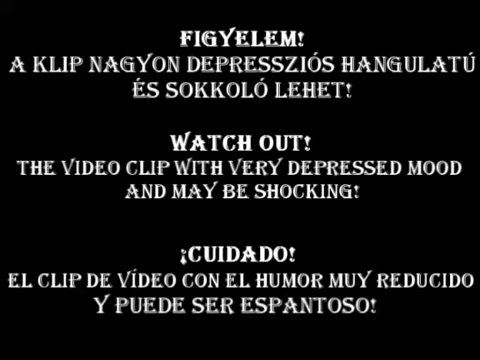 FIGYELEM!
A KLIP NAGYON DEPRESSZIÓS HANGULATÚ
ÉS SOKKOLÓ LEHET!
WATCH OUT!
THE VIDEO CLIP WITH VERY DEPRESSED MOOD
AND MAY BE SHOCKING!
¡CUIDADO!
EL CLIP DE VÍDEO CON EL HUMOR MUY REDUCIDO
Y PUEDE SER ESPANTOSO!